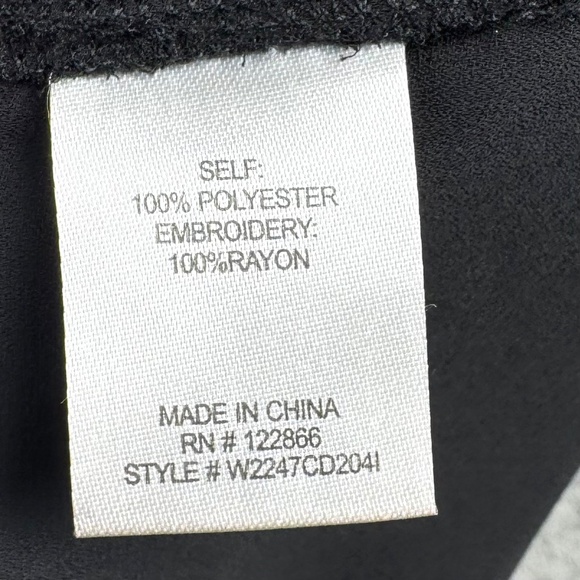 SELF:
100% POLYESTER
EMBROIDERY:
100%RAYON
MADE IN CHINA
RN # 122866
STYLE # W2247CD204I